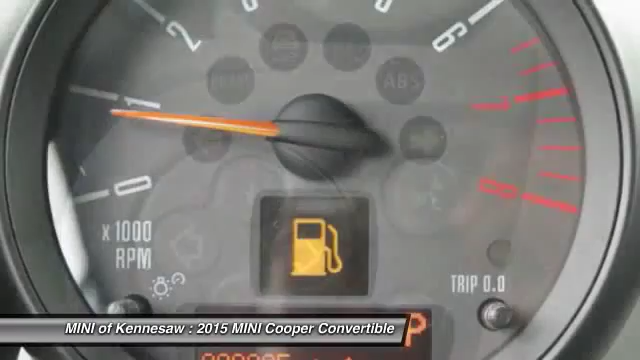 2
6
ABS
1
7
0
8
x 1000
RPM
TRIP 0.0
P
MINI of Kennesaw : 2015 MINI Cooper Convertible